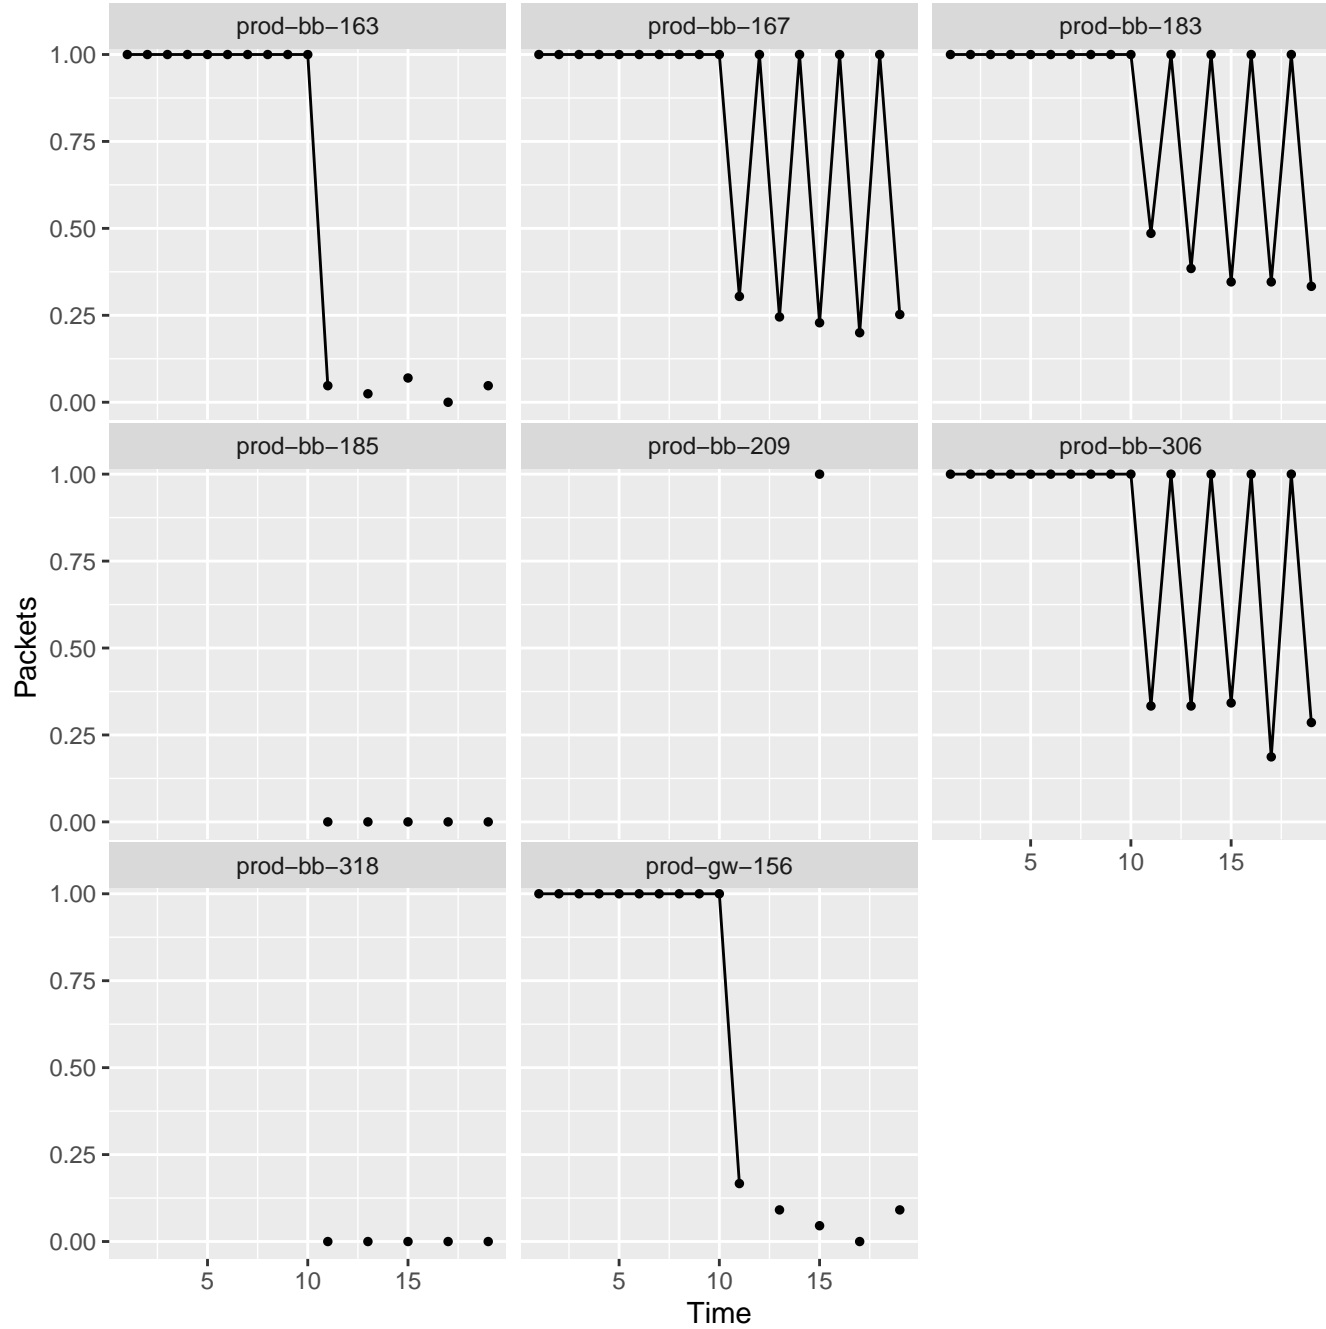 prod−bb−163 prod−bb−167 prod−bb−183
1.00
0.75
0.50
0.25
0.00
prod−bb−185 prod−bb−209 prod−bb−306
1.00
0.75
0.50
0.25
0.00
5 10 15
prod−bb−318 prod−gw−156
1.00
0.75
0.50
0.25
0.00
5 10 15 5 10 15
Packets
Time